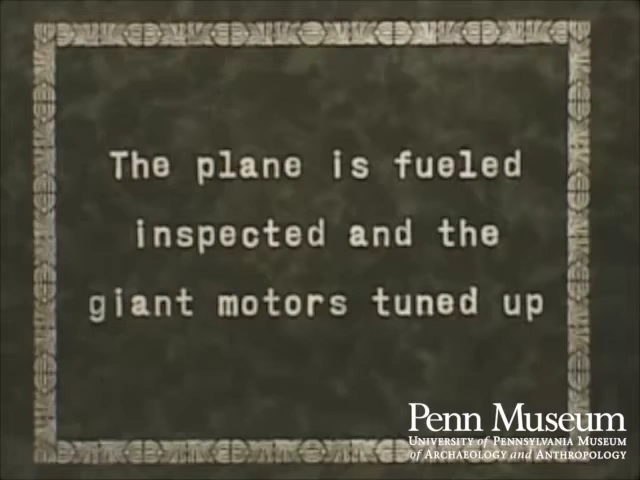 The plane is fueled
inspected and the
giant motors tuned up
Penn Museum
University of Pennsylvania Museum
of Archaeology and Anthropology